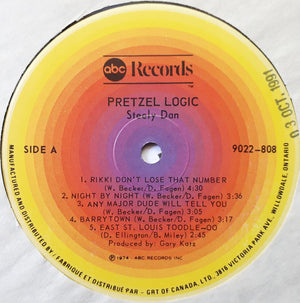 abc Records
PRETZEL LOGIC
Steely Dan
SIDE A
9022-808
03 OCT. 1991
1. RIKKI DON'T LOSE THAT NUMBER
(W. Becker/D. Fagen) 4:30
2. NIGHT BY NIGHT (W. Becker/D. Fagen) 3:36
3. ANY MAJOR DUDE WILL TELL YOU
(W. Becker/D. Fagen) 3:05
4. BARRYTOWN (W. Becker/D. Fagen) 3:17
5. EAST ST. LOUIS TOODLE-OO
(D. Ellington/B. Miley) 2:45
Produced by: Gary Katz
℗ 1974 - ABC RECORDS INC
MANUFACTURED AND DISTRIBUTED BY / FABRIQUE ET DISTRIBUE PAR - GRT OF CANADA, LTD. 3816 VICTORIA PARK AVE., WILLOWDALE, ONTARIO